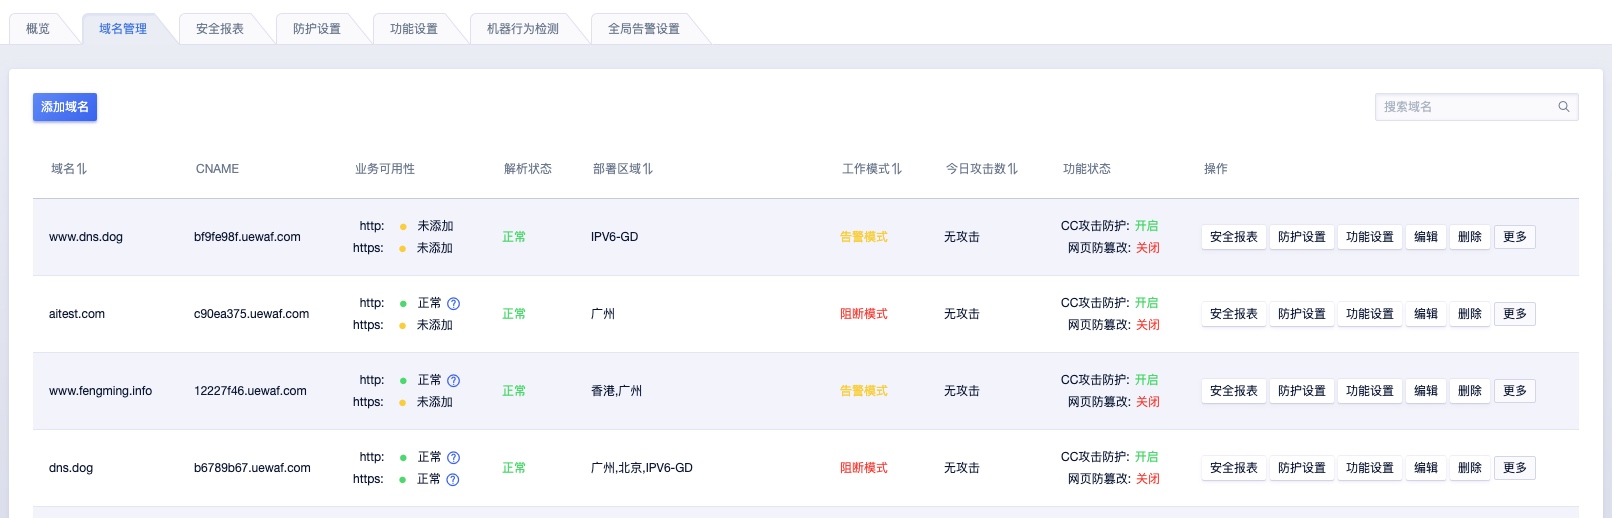 概览 域名管理 安全报表 防护设置 功能设置 机器行为检测 全局告警设置
添加域名 搜索域名
域名 CNAME 业务可用性 解析状态 部署区域 工作模式 今日攻击数 功能状态 操作
http: 未添加 CC攻击防护: 开启
www.dns.dog bf9fe98f.uewaf.com 正常 IPV6-GD 告警模式 无攻击 安全报表 防护设置 功能设置 编辑 删除 更多
https: 未添加 网页防篡改: 关闭
http: 正常 CC攻击防护: 开启
aitest.com c90ea375.uewaf.com 正常 广州 阻断模式 无攻击 安全报表 防护设置 功能设置 编辑 删除 更多
https: 未添加 网页防篡改: 关闭
http: 正常 CC攻击防护: 开启
www.fengming.info 12227f46.uewaf.com 正常 香港,广州 告警模式 无攻击 安全报表 防护设置 功能设置 编辑 删除 更多
https: 未添加 网页防篡改: 关闭
http: 正常 CC攻击防护: 开启
dns.dog b6789b67.uewaf.com 正常 广州,北京,IPV6-GD 阻断模式 无攻击 安全报表 防护设置 功能设置 编辑 删除 更多
https: 正常 网页防篡改: 关闭